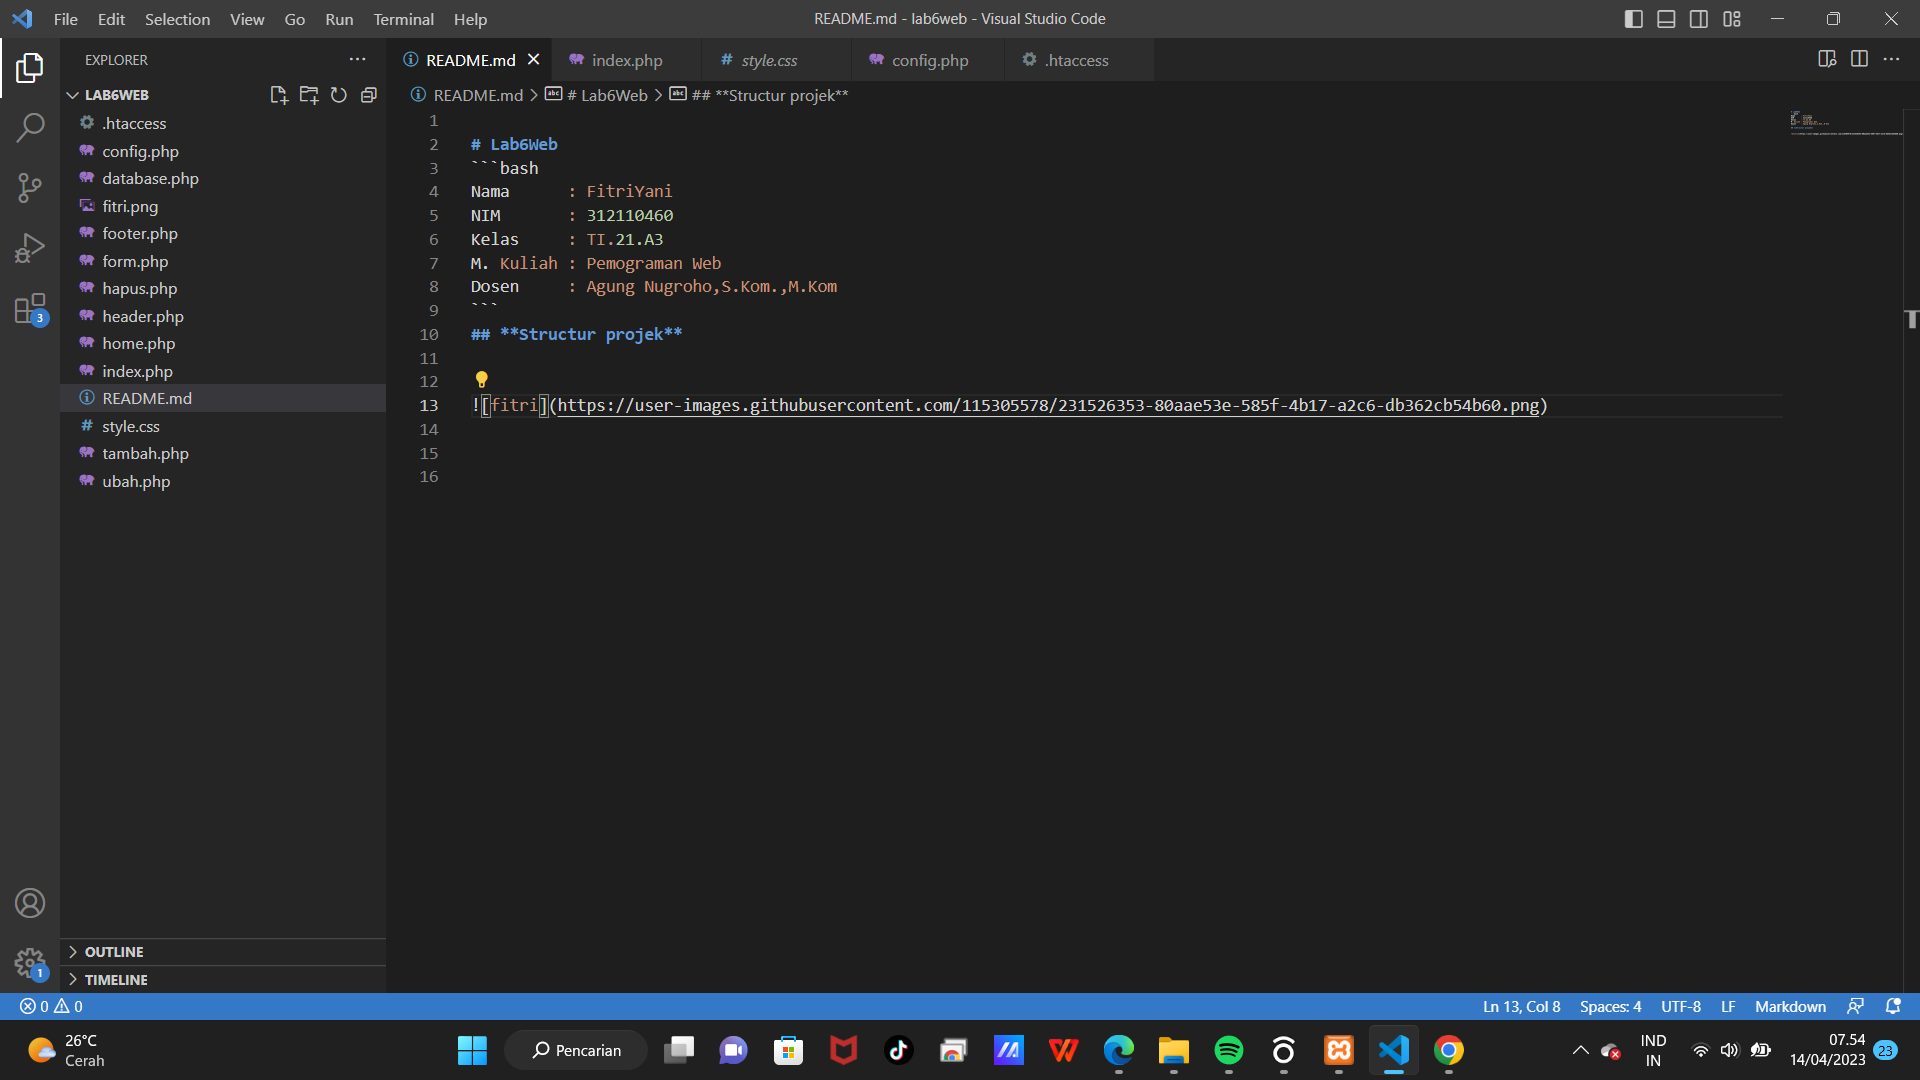 File Edit Selection View Go Run Terminal Help
README.md - lab6web - Visual Studio Code
EXPLORER
LAB6WEB
.htaccess
config.php
database.php
fitri.png
footer.php
form.php
hapus.php
header.php
home.php
index.php
README.md
style.css
tambah.php
ubah.php
OUTLINE
TIMELINE
3
1
README.md index.php style.css config.php .htaccess
README.md > # Lab6Web > ## **Structur projek**
1
2 # Lab6Web
3 ```bash
4 Nama : FitriYani
5 NIM : 312110460
6 Kelas : TI.21.A3
7 M. Kuliah : Pemograman Web
8 Dosen : Agung Nugroho,S.Kom.,M.Kom
9 ```
10 ## **Structur projek**
11
12
13 ![fitri](https://user-images.githubusercontent.com/115305578/231526353-80aae53e-585f-4b17-a2c6-db362cb54b60.png)
14
15
16
0 0
Ln 13, Col 8 Spaces: 4 UTF-8 LF Markdown
26°C
Cerah
Pencarian
IND
IN
07.54
14/04/2023
23